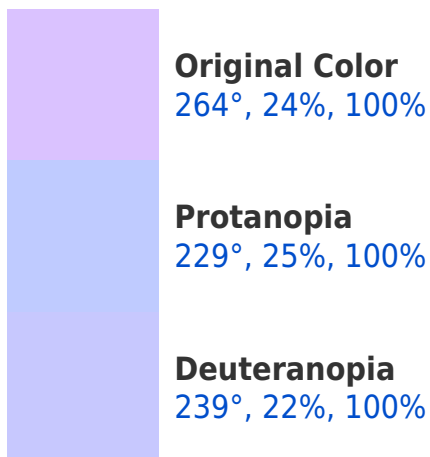 Original Color
264°, 24%, 100%
Protanopia
229°, 25%, 100%
Deuteranopia
239°, 22%, 100%